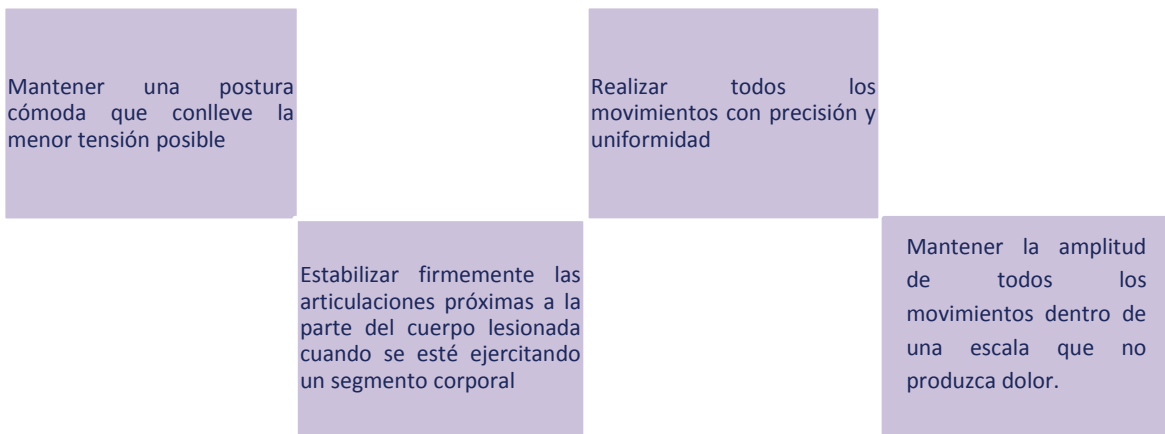 Mantener una postura
cómoda que conlleve la
menor tensión posible
Estabilizar firmemente las
articulaciones próximas a la
parte del cuerpo lesionada
cuando se esté ejercitando
un segmento corporal
Realizar todos los
movimientos con precisión y
uniformidad
Mantener la amplitud
de todos los
movimientos dentro de
una escala que no
produzca dolor.